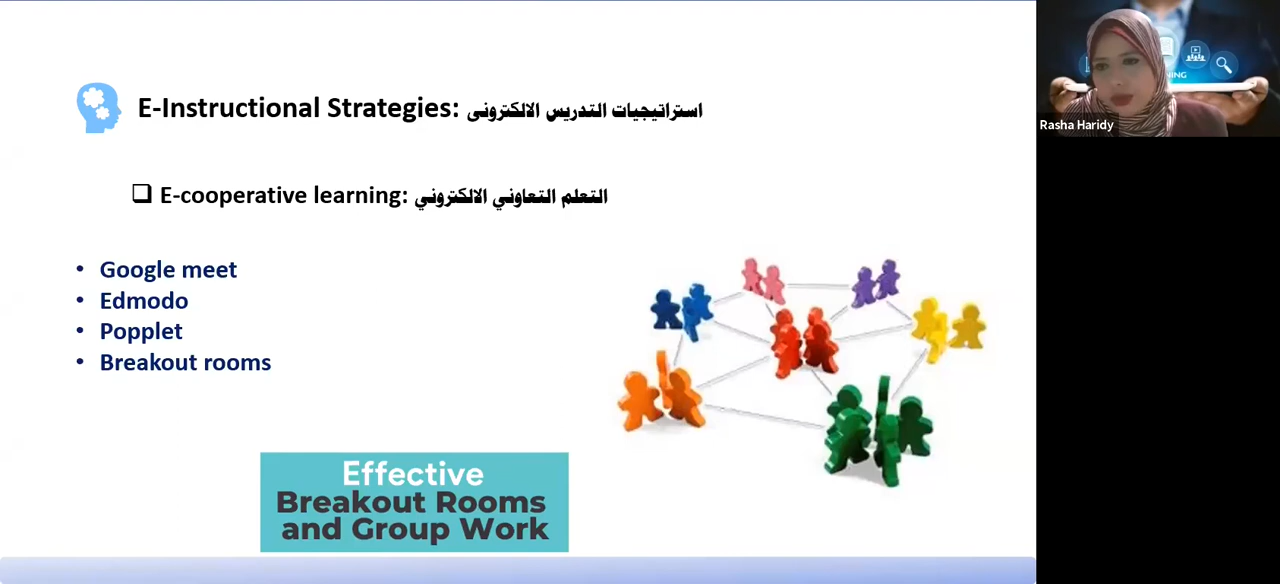 E-Instructional Strategies: استراتيجيات التدريس الالكترونى
❑ E-cooperative learning: التعلم التعاوني الالكتروني
• Google meet
• Edmodo
• Popplet
• Breakout rooms
Effective
Breakout Rooms
and Group Work
NING
Rasha Haridy